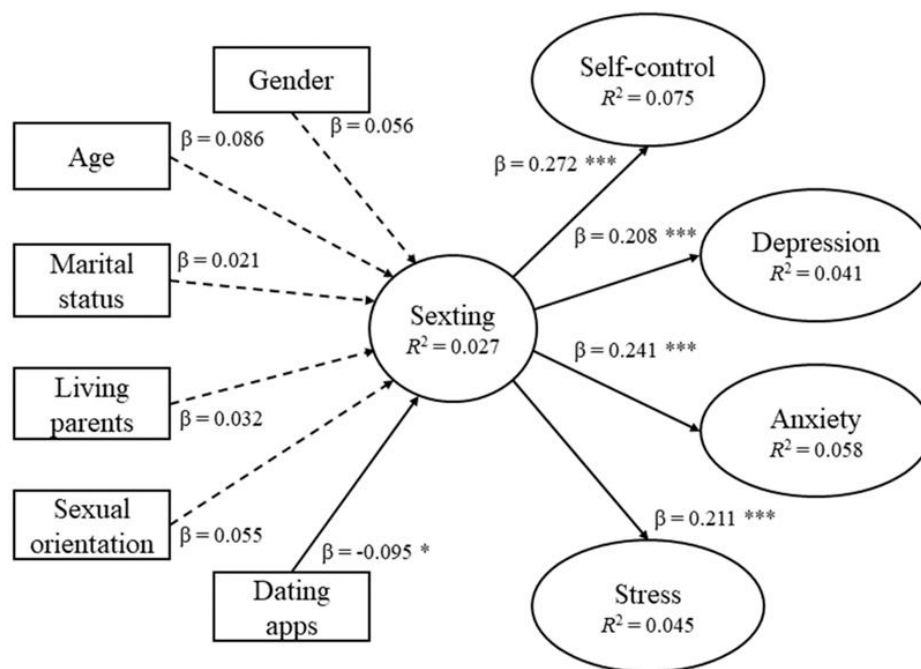 Gender
β = 0.056
Age
β = 0.086
Marital
status
β = 0.021
Living
parents
β = 0.032
Sexual
orientation
β = 0.055
Dating
apps
β = -0.095 *
Sexting
R² = 0.027
β = 0.272 ***
Self-control
R² = 0.075
β = 0.208 ***
Depression
R² = 0.041
β = 0.241 ***
Anxiety
R² = 0.058
β = 0.211 ***
Stress
R² = 0.045